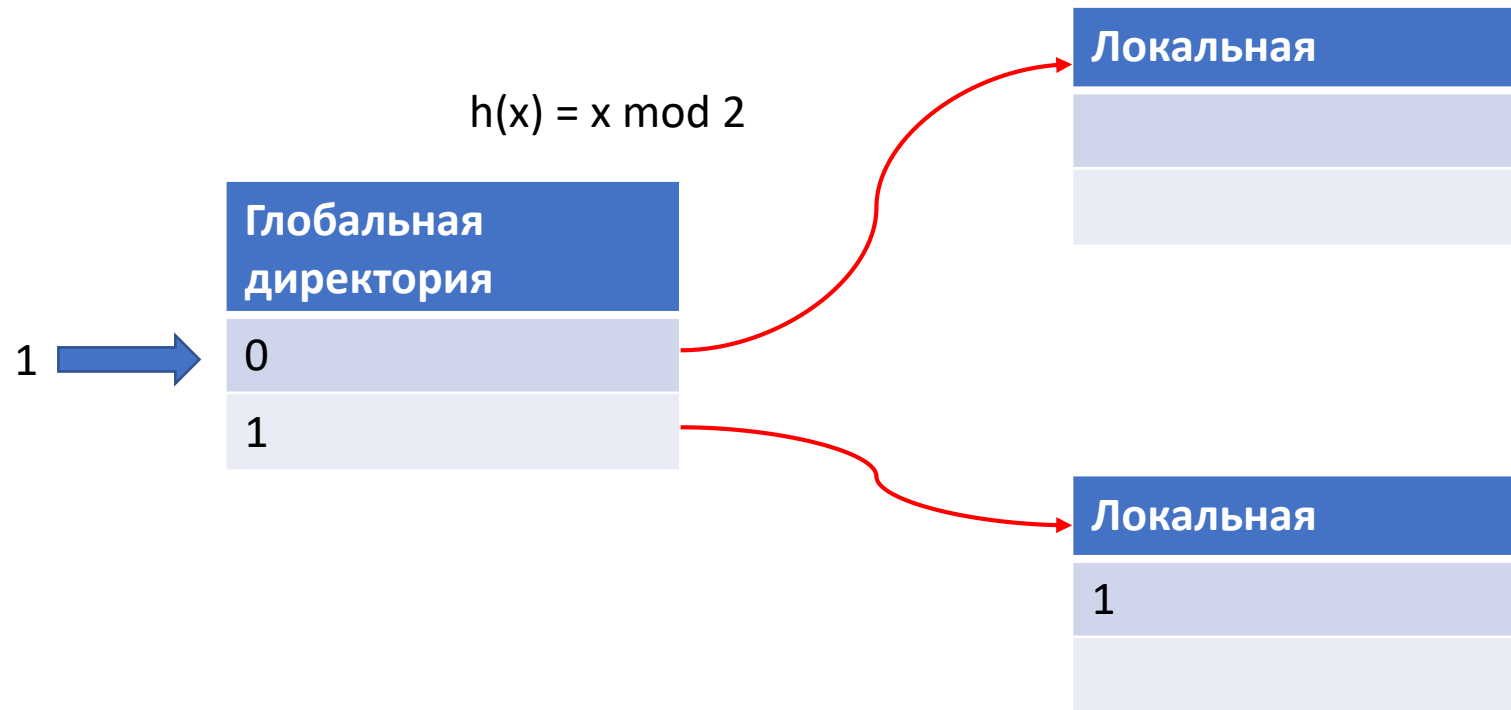 Локальная
h(x) = x mod 2
Глобальная
директория
1
0
1
Локальная
1